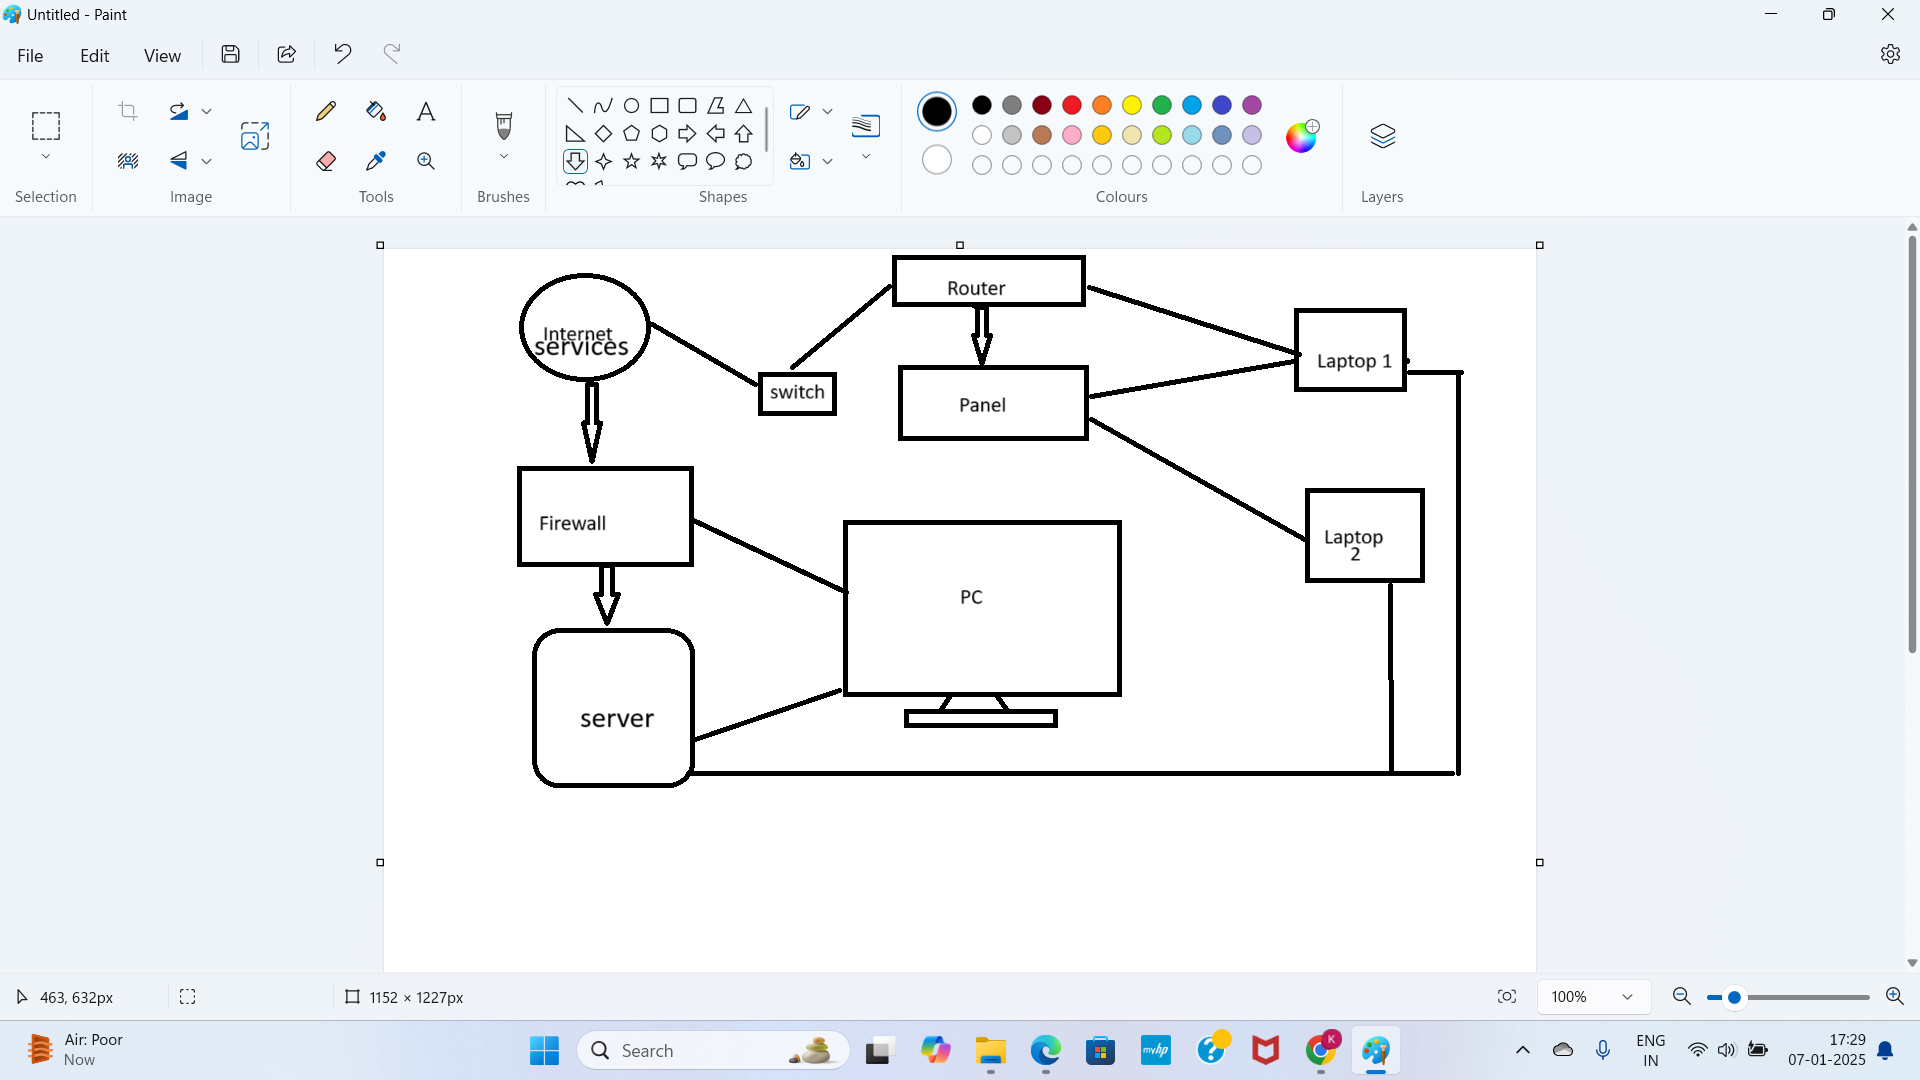 Untitled - Paint
File
Edit
View
Selection
Image
Tools
Brushes
Shapes
Colours
Layers
Router
Internet
services
switch
Laptop 1
Panel
Firewall
Laptop
2
PC
server
463, 632px
1152 × 1227px
100%
Air: Poor
Now
Search
myhp
K
ENG
IN
17:29
07-01-2025